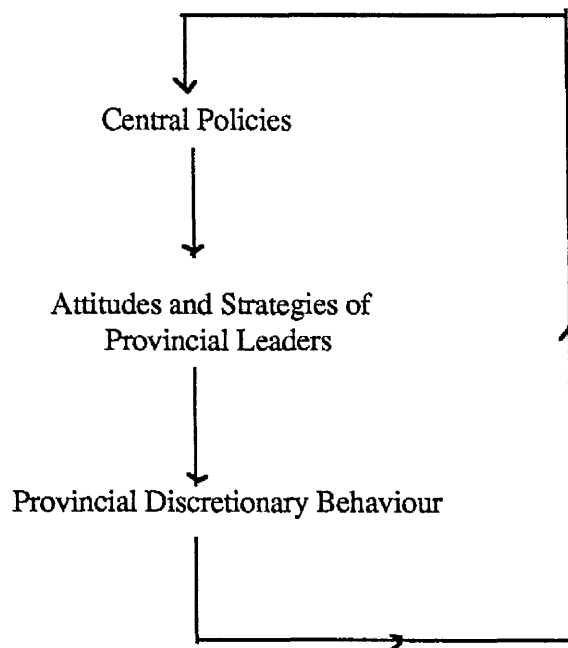 Central Policies
Attitudes and Strategies of
Provincial Leaders
Provincial Discretionary Behaviour